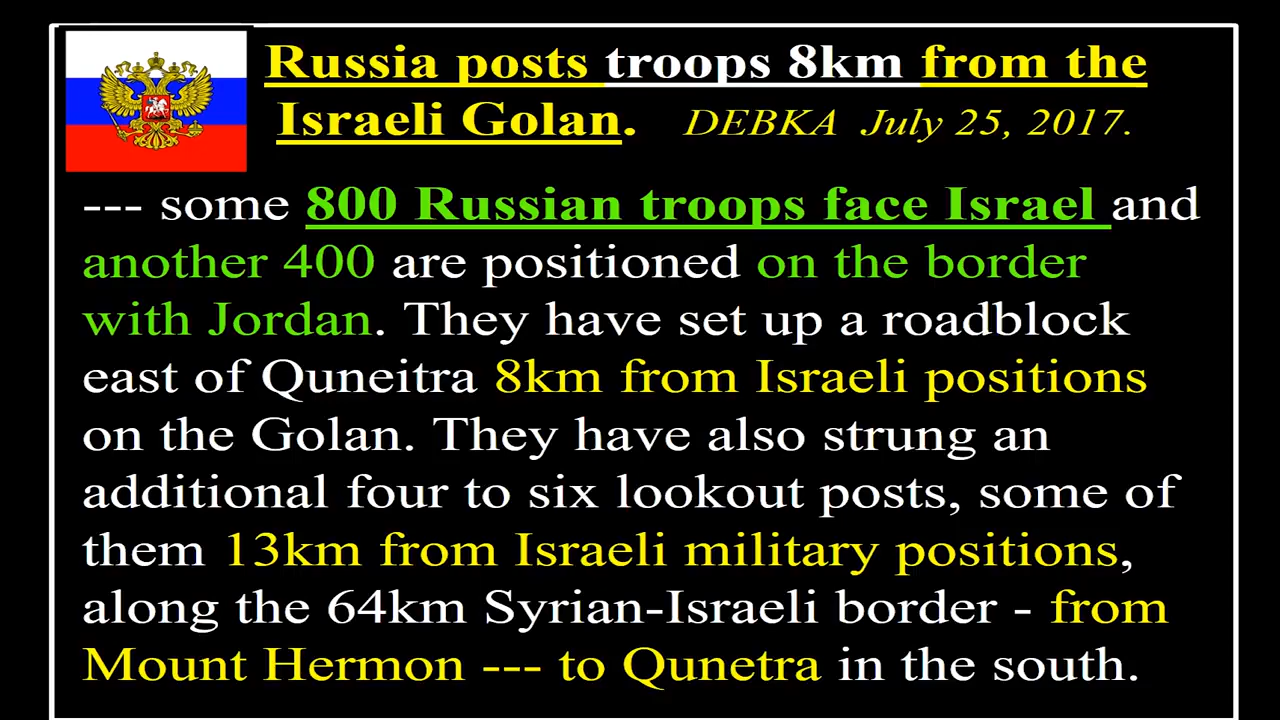 Russia posts troops 8km from the
Israeli Golan. DEBKA July 25, 2017.
--- some 800 Russian troops face Israel and
another 400 are positioned on the border
with Jordan. They have set up a roadblock
east of Quneitra 8km from Israeli positions
on the Golan. They have also strung an
additional four to six lookout posts, some of
them 13km from Israeli military positions,
along the 64km Syrian-Israeli border - from
Mount Hermon --- to Qunetra in the south.